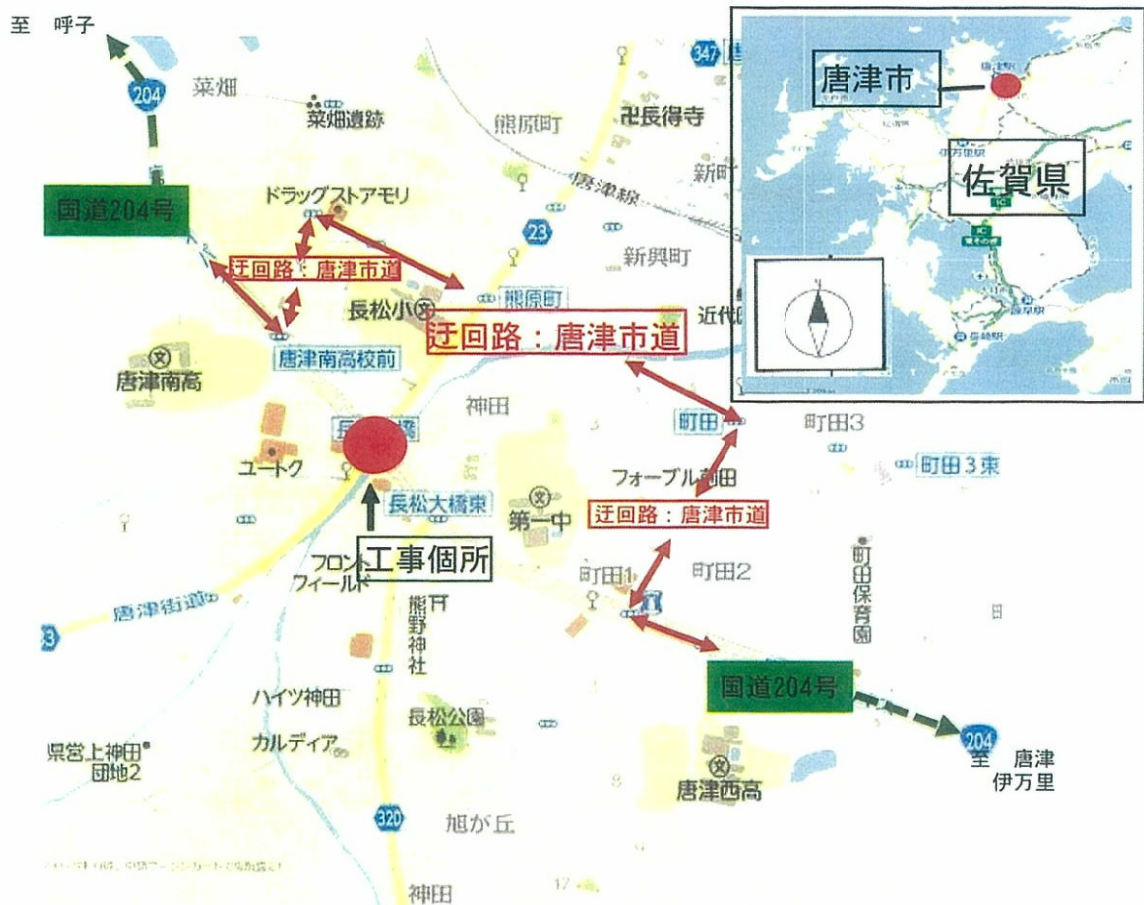 至 呼子
204
菜畑
菜畑遺跡
347
熊原町
卍長得寺
新町
唐津線
唐津市
佐賀県
N
国道204号
ドラッグストアモリ
23
新興町
迂回路：唐津市道
長松小
文
熊原町
迂回路：唐津市道
唐津南高校前
文
唐津南高
神田
町田
町田3
町田３東
ユートク
フォーブル前田
長松大橋東
文
第一中
迂回路：唐津市道
工事個所
フロント
フィールド
町田1
町田2
町田保育園
唐津街道
熊野神社
国道204号
ハイツ神田
長松公園
カルディア
県営上神田
団地2
204
至 唐津
伊万里
文
唐津西高
8
320
旭が丘
9
17
神田